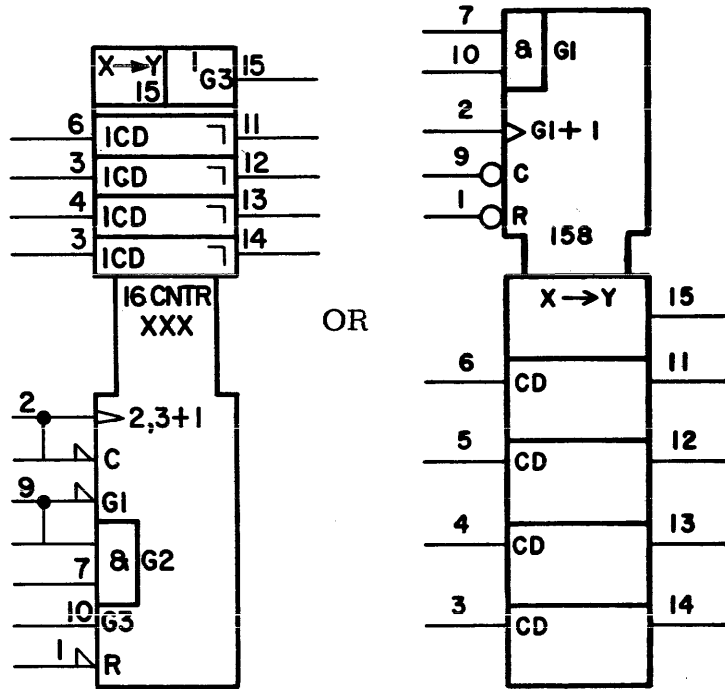 X→Y
15
1
G3
15
6
1CD
11
3
1CD
12
4
1CD
13
3
1CD
14
16 CNTR
XXX
2
2,3+1
C
9
G1
&
G2
7
10
G3
1
R
OR
7
&
G1
10
2
G1+1
9
C
1
R
158
X→Y
15
6
CD
11
5
CD
12
4
CD
13
3
CD
14